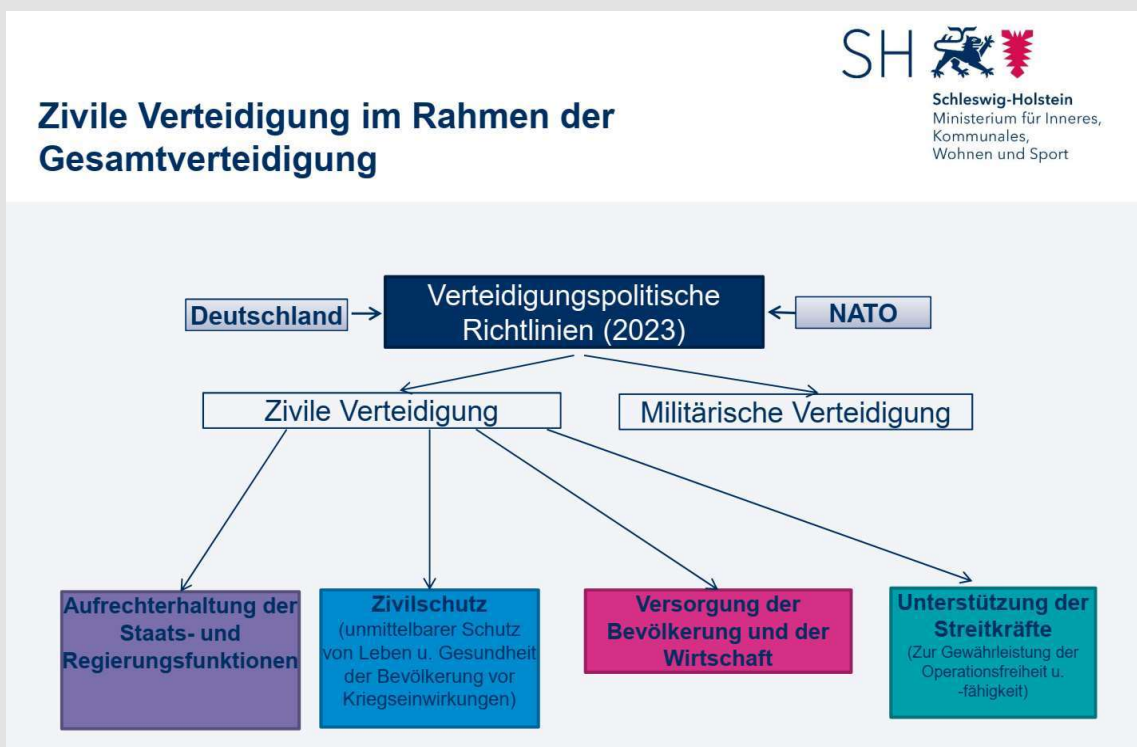 SH
Schleswig-Holstein
Ministerium für Inneres,
Kommunales,
Wohnen und Sport
Zivile Verteidigung im Rahmen der
Gesamtverteidigung
Deutschland
Verteidigungspolitische
Richtlinien (2023)
NATO
Zivile Verteidigung
Militärische Verteidigung
Aufrechterhaltung der
Staats- und
Regierungsfunktionen
Zivilschutz
(unmittelbarer Schutz
von Leben u. Gesundheit
der Bevölkerung vor
Kriegseinwirkungen)
Versorgung der
Bevölkerung und der
Wirtschaft
Unterstützung der
Streitkräfte
(Zur Gewährleistung der
Operationsfreiheit u.
-fähigkeit)